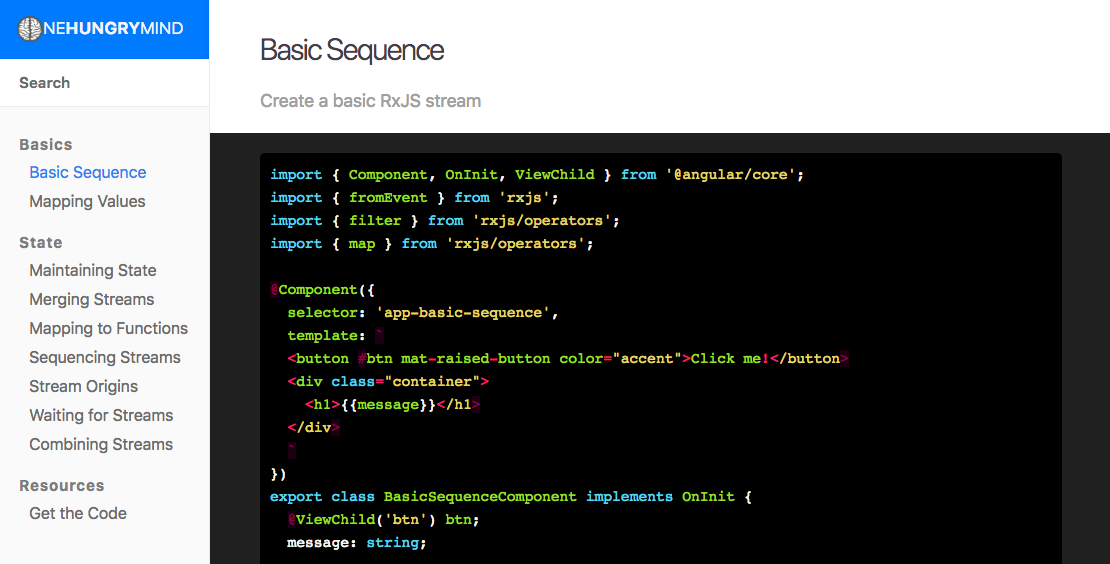 NEHUNGRYMIND
Search
Basics
Basic Sequence
Mapping Values
State
Maintaining State
Merging Streams
Mapping to Functions
Sequencing Streams
Stream Origins
Waiting for Streams
Combining Streams
Resources
Get the Code
Basic Sequence
Create a basic RxJS stream
import { Component, OnInit, ViewChild } from '@angular/core';
import { fromEvent } from 'rxjs';
import { filter } from 'rxjs/operators';
import { map } from 'rxjs/operators';
@Component({
selector: 'app-basic-sequence',
template: `
<button #btn mat-raised-button color="accent">Click me!</button>
<div class="container">
<h1>{{message}}</h1>
</div>
`
})
export class BasicSequenceComponent implements OnInit {
@ViewChild('btn') btn;
message: string;